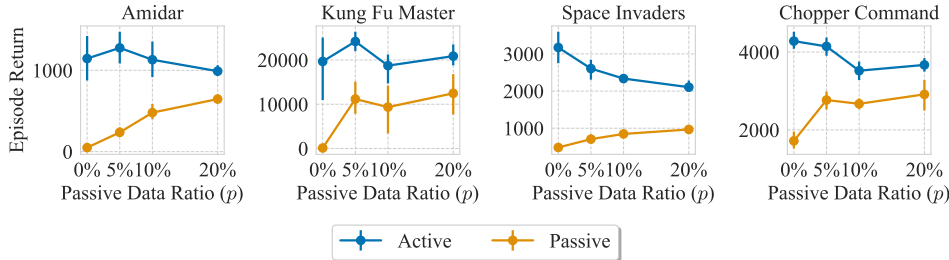 Amidar
Kung Fu Master
Space Invaders
Chopper Command
Episode Return
1000
0
20000
10000
0
3000
2000
1000
4000
2000
0% 5% 10% 20%
0% 5% 10% 20%
0% 5% 10% 20%
0% 5% 10% 20%
Passive Data Ratio (p)
Passive Data Ratio (p)
Passive Data Ratio (p)
Passive Data Ratio (p)
Active
Passive